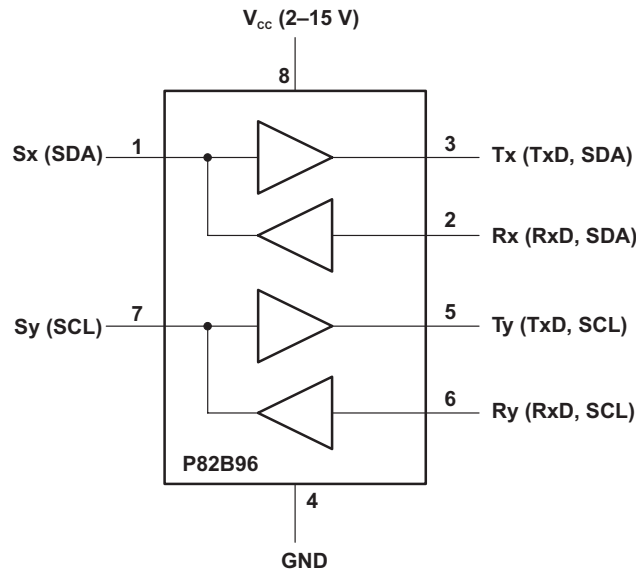 V_CC (2–15 V)
8
Sx (SDA) 1 3 Tx (TxD, SDA)
2 Rx (RxD, SDA)
Sy (SCL) 7 5 Ty (TxD, SCL)
6 Ry (RxD, SCL)
P82B96
4
GND